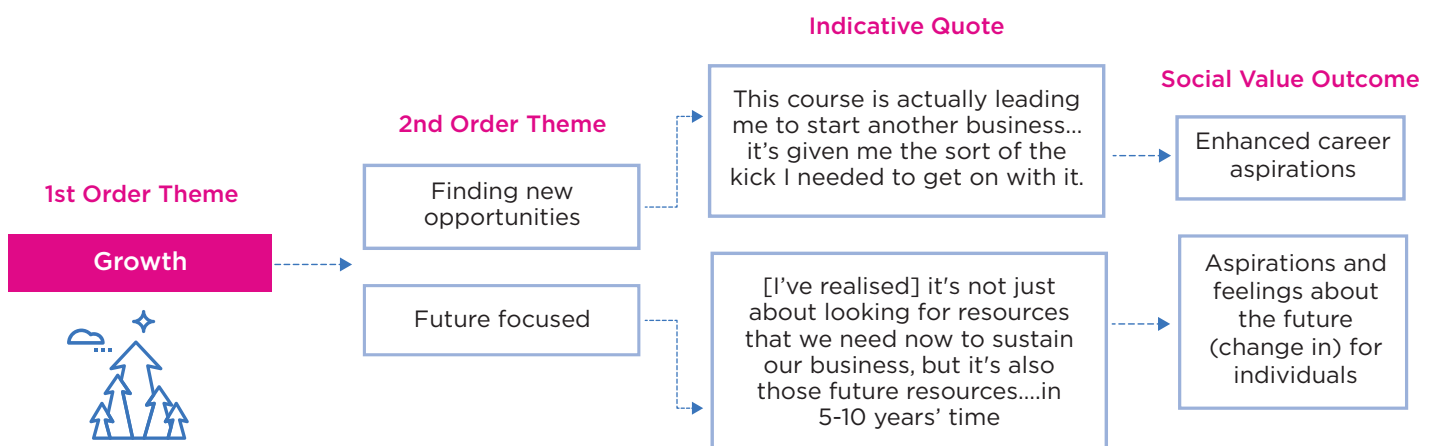 1st Order Theme
Growth
2nd Order Theme
Finding new
opportunities
Future focused
Indicative Quote
This course is actually leading
me to start another business...
it’s given me the sort of the
kick I needed to get on with it.
[I’ve realised] it's not just
about looking for resources
that we need now to sustain
our business, but it's also
those future resources....in
5-10 years’ time
Social Value Outcome
Enhanced career
aspirations
Aspirations and
feelings about
the future
(change in) for
individuals